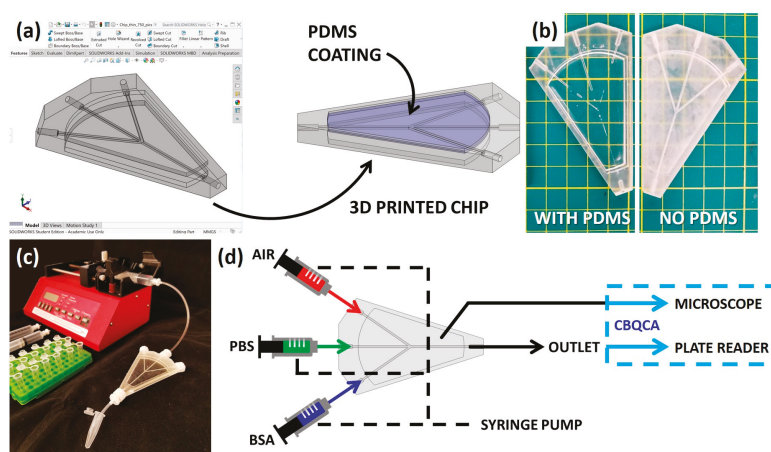 (a)
Chip_thin_750_pics
Swept Boss/Base
Lofted Boss/Base
Boundary Boss/Base
Extruded
Cut
Hole Wizard
Revolved
Cut
Swept Cut
Lofted Cut
Boundary Cut
Fillet
Linear
Pattern
Rib
Draft
Shell
Features
Sketch
Evaluate
DimXpert
SOLIDWORKS Add-Ins
Simulation
SOLIDWORKS MBD
Analysis Preparation
Model
3D Views
Motion Study 1
SOLIDWORKS Student Edition - Academic Use Only
Editing Part
MMGS
PDMS
COATING
3D PRINTED CHIP
(b)
WITH PDMS
NO PDMS
(c)
(d)
AIR
PBS
BSA
OUTLET
SYRINGE PUMP
MICROSCOPE
CBQCA
PLATE READER